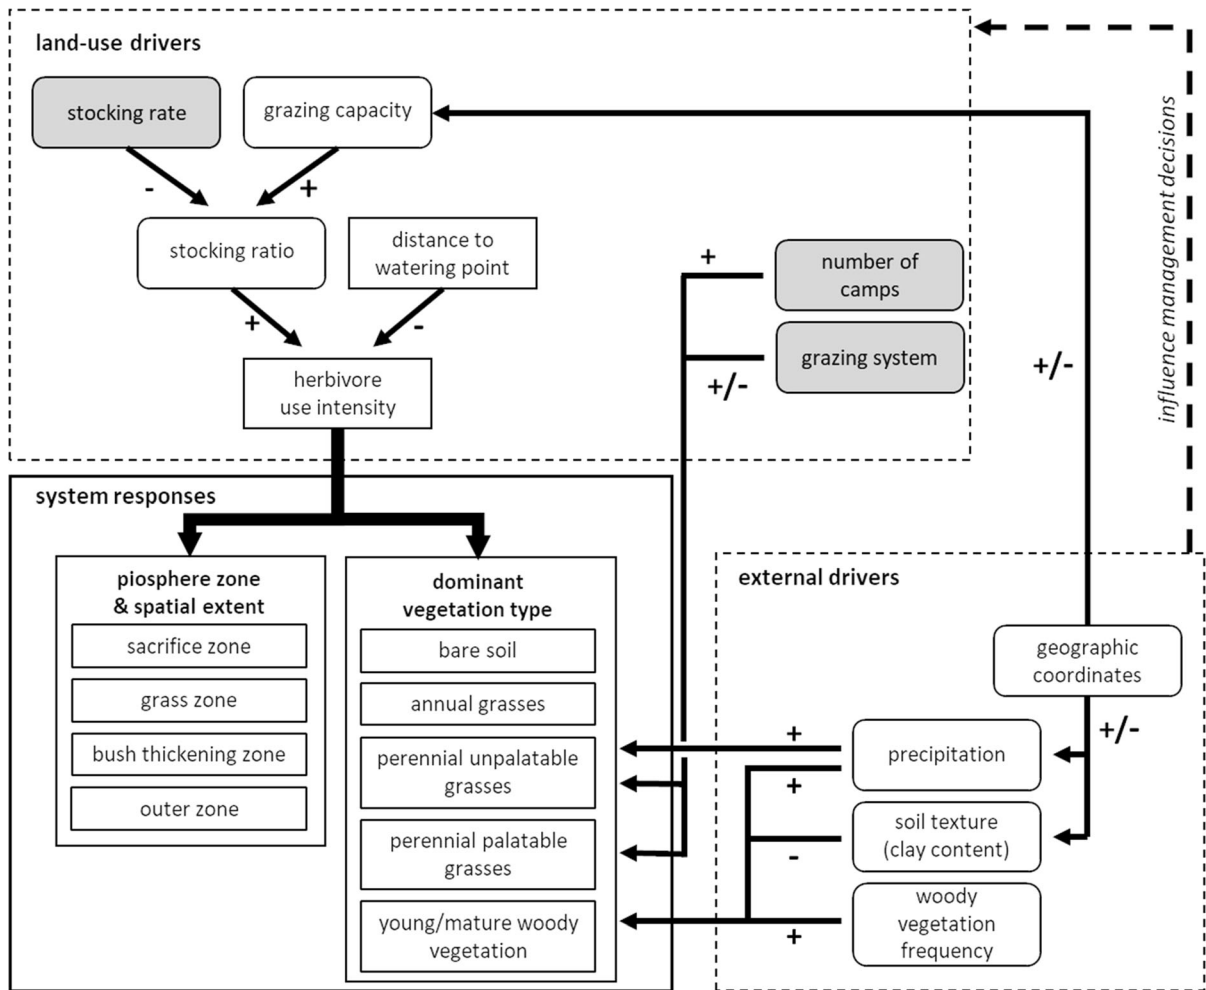 land-use drivers
stocking rate
grazing capacity
-
+
stocking ratio
distance to
watering point
+
-
herbivore
use intensity
+
number of
camps
grazing system
+/-
+/-
influence management decisions
system responses
piosphere zone
& spatial extent
sacrifice zone
grass zone
bush thickening zone
outer zone
dominant
vegetation type
bare soil
annual grasses
perennial unpalatable
grasses
perennial palatable
grasses
young/mature woody
vegetation
external drivers
geographic
coordinates
+/-
+
precipitation
+
soil texture
(clay content)
-
woody
vegetation
frequency
+